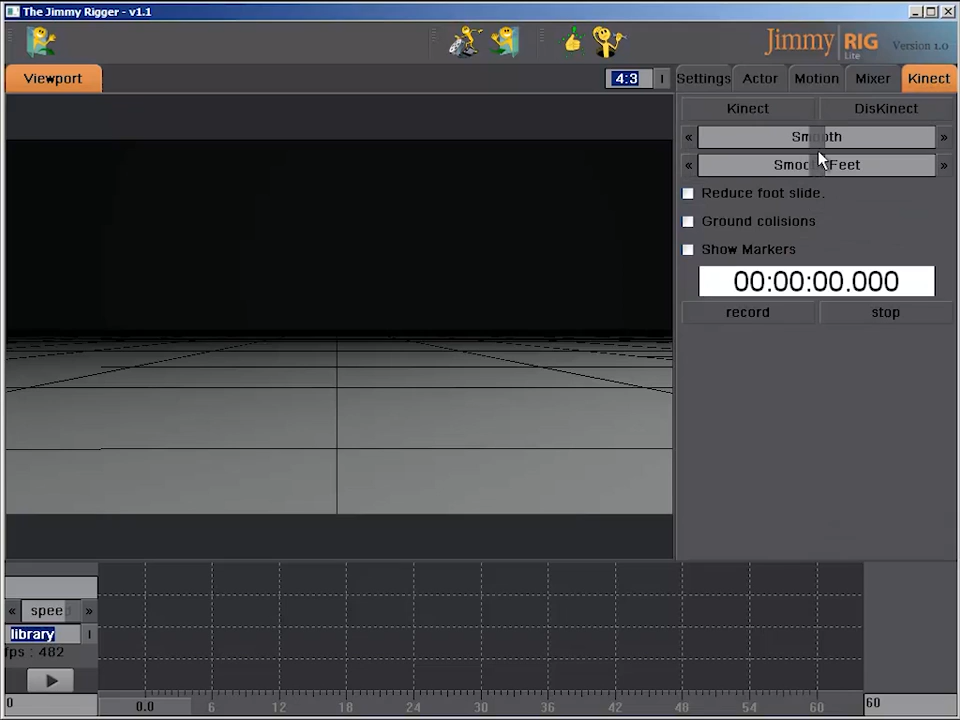 The Jimmy Rigger - v1.1
Jimmy RIG Lite Version 1.0
Viewport
4:3
Settings Actor Motion Mixer Kinect
Kinect DisKinect
« Smooth »
« Smooth Feet »
Reduce foot slide.
Ground colisions
Show Markers
00:00:00.000
record stop
« speed »
library
fps : 482
0 0.0 6 12 18 24 30 36 42 48 54 60 60